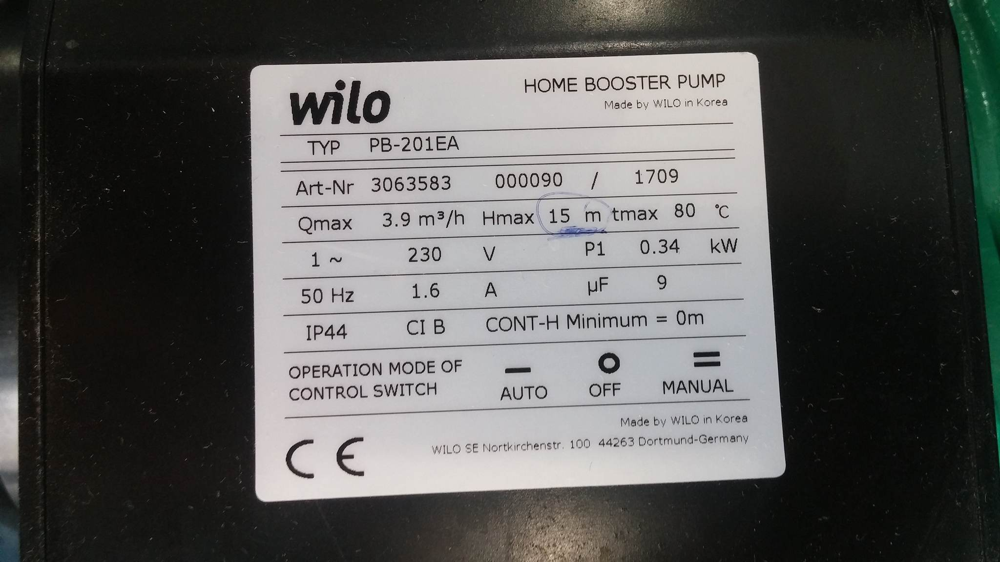 wilo
HOME BOOSTER PUMP
Made by WILO in Korea
TYP PB-201EA
Art-Nr 3063583 000090 / 1709
Qmax 3.9 m³/h Hmax 15 m tmax 80 °C
1 ~ 230 V P1 0.34 kW
50 Hz 1.6 A µF 9
IP44 CI B CONT-H Minimum = 0m
OPERATION MODE OF
CONTROL SWITCH
AUTO OFF MANUAL
Made by WILO in Korea
CE WILO SE Nortkirchenstr. 100 44263 Dortmund-Germany